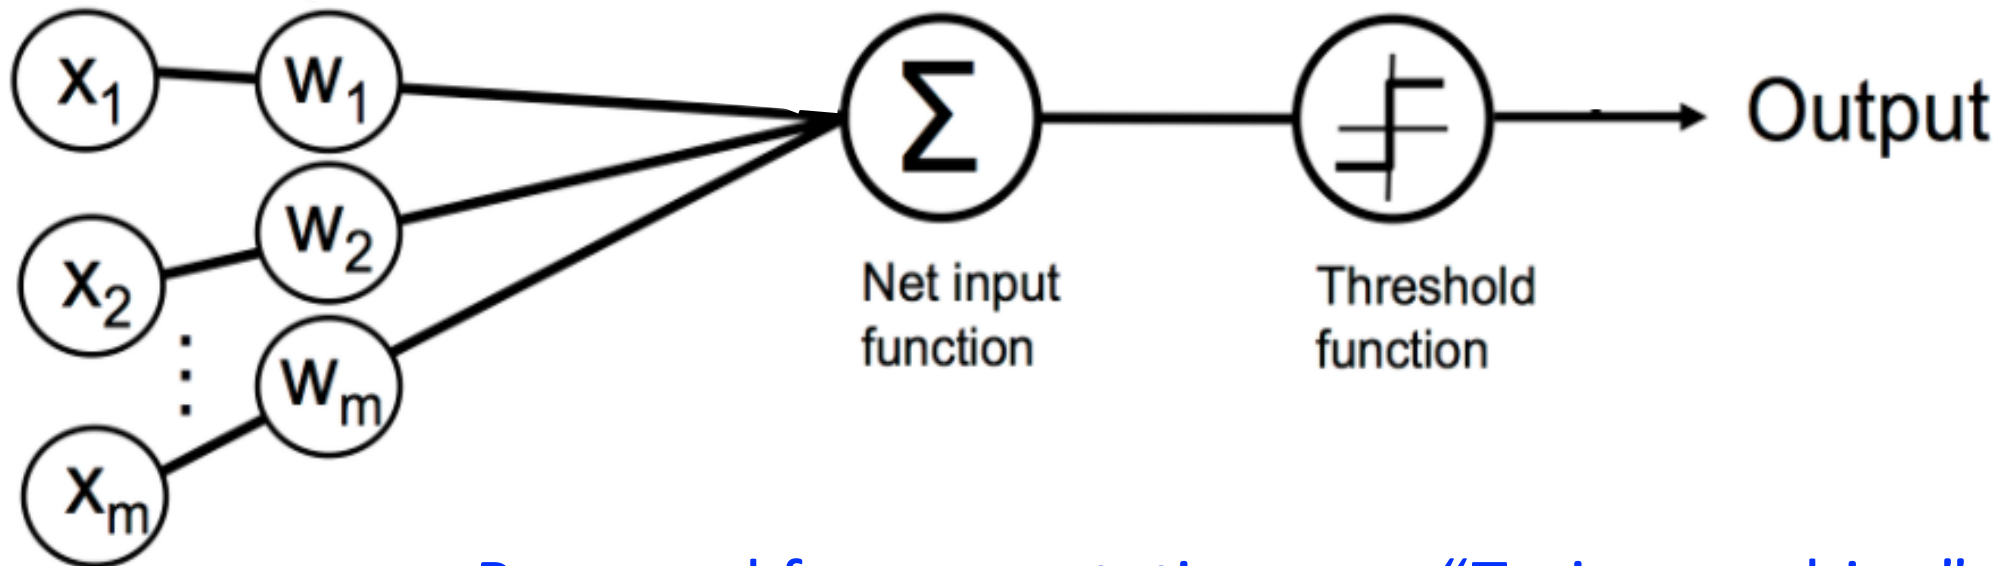 x1
w1
Σ
Output
w2
x2
Net input
function
Threshold
function
wm
xm